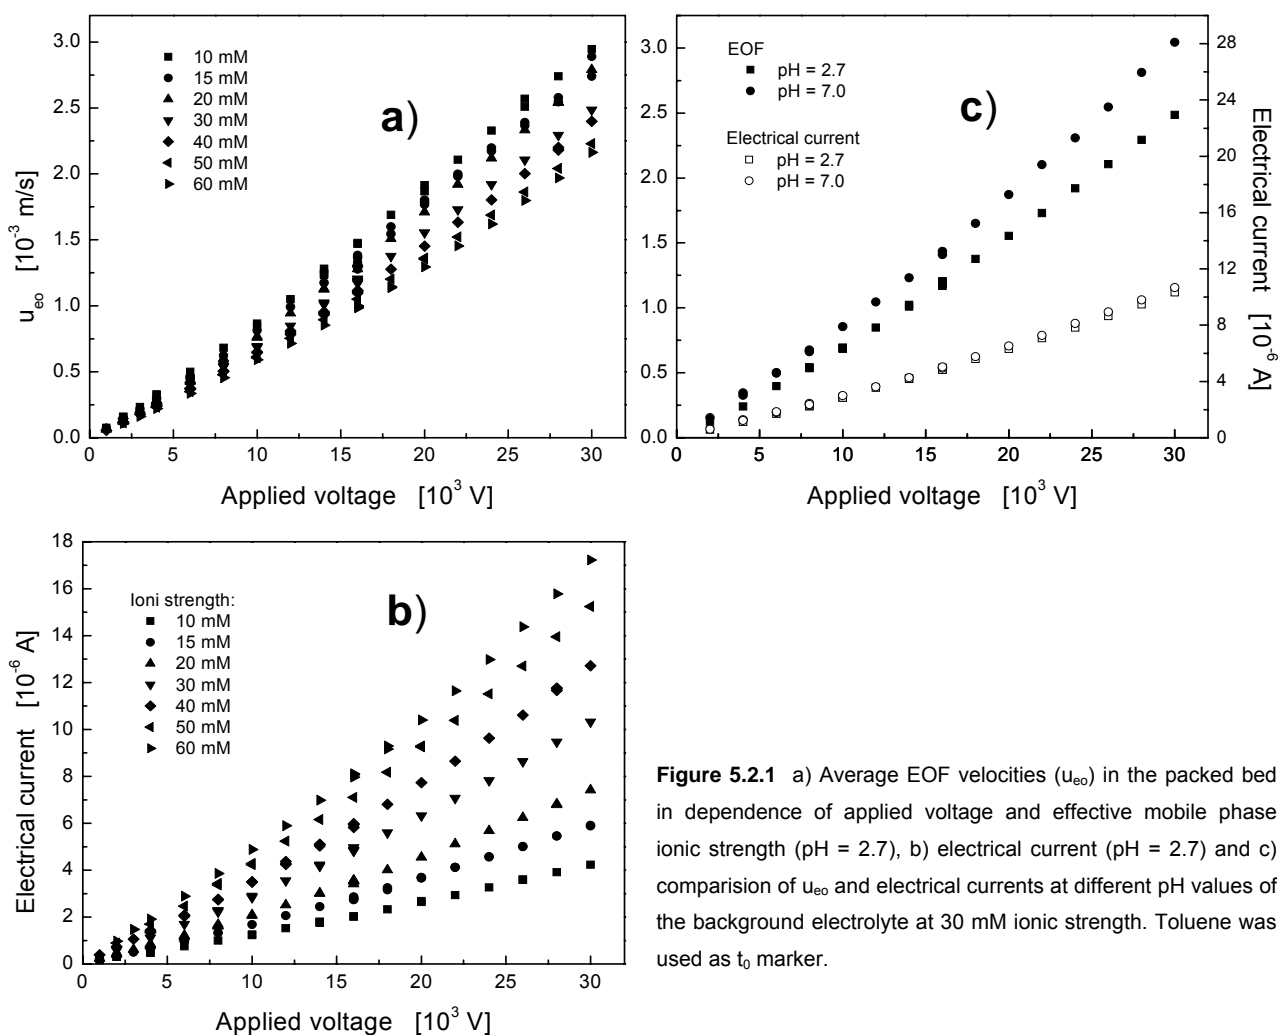 3.0
2.5
2.0
1.5
1.0
0.5
0.0
u_eo [10^-3 m/s]
10 mM
15 mM
20 mM
30 mM
40 mM
50 mM
60 mM
a)
0 5 10 15 20 25 30
Applied voltage [10^3 V]
3.0
2.5
2.0
1.5
1.0
0.5
0.0
EOF
pH = 2.7
pH = 7.0
Electrical current
pH = 2.7
pH = 7.0
c)
28
24
20
16
12
8
4
0
Electrical current [10^-6 A]
0 5 10 15 20 25 30
Applied voltage [10^3 V]
18
16
14
12
10
8
6
4
2
0
Electrical current [10^-6 A]
Ioni strength:
10 mM
15 mM
20 mM
30 mM
40 mM
50 mM
60 mM
b)
0 5 10 15 20 25 30
Applied voltage [10^3 V]
Figure 5.2.1 a) Average EOF velocities (u_eo) in the packed bed
in dependence of applied voltage and effective mobile phase
ionic strength (pH = 2.7), b) electrical current (pH = 2.7) and c)
comparision of u_eo and electrical currents at different pH values of
the background electrolyte at 30 mM ionic strength. Toluene was
used as t_0 marker.